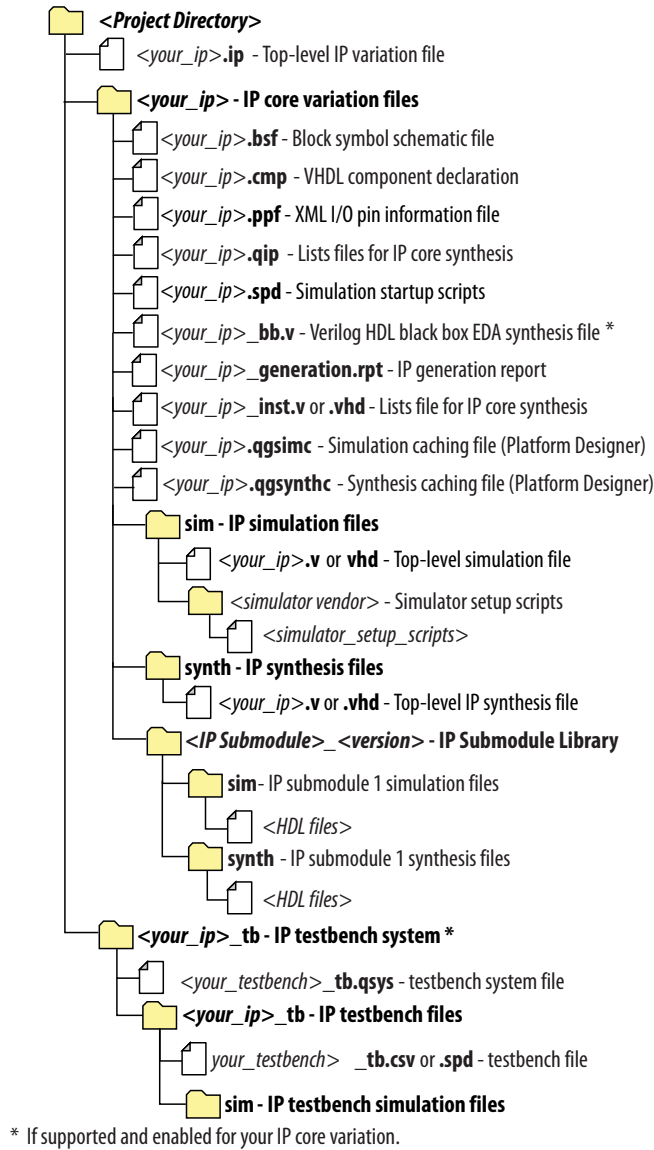 <Project Directory>
<your_ip>.ip - Top-level IP variation file
<your_ip> - IP core variation files
<your_ip>.bsf - Block symbol schematic file
<your_ip>.cmp - VHDL component declaration
<your_ip>.ppf - XML I/O pin information file
<your_ip>.qip - Lists files for IP core synthesis
<your_ip>.spd - Simulation startup scripts
<your_ip>_bb.v - Verilog HDL black box EDA synthesis file *
<your_ip>_generation.rpt - IP generation report
<your_ip>_inst.v or .vhd - Lists file for IP core synthesis
<your_ip>.qgsimc - Simulation caching file (Platform Designer)
<your_ip>.qgsynthc - Synthesis caching file (Platform Designer)
sim - IP simulation files
<your_ip>.v or vhd - Top-level simulation file
<simulator vendor> - Simulator setup scripts
<simulator_setup_scripts>
synth - IP synthesis files
<your_ip>.v or .vhd - Top-level IP synthesis file
<IP Submodule>_<version> - IP Submodule Library
sim- IP submodule 1 simulation files
<HDL files>
synth - IP submodule 1 synthesis files
<HDL files>
<your_ip>_tb - IP testbench system *
<your_testbench>_tb.qsys - testbench system file
<your_ip>_tb - IP testbench files
your_testbench> _tb.csv or .spd - testbench file
sim - IP testbench simulation files
* If supported and enabled for your IP core variation.